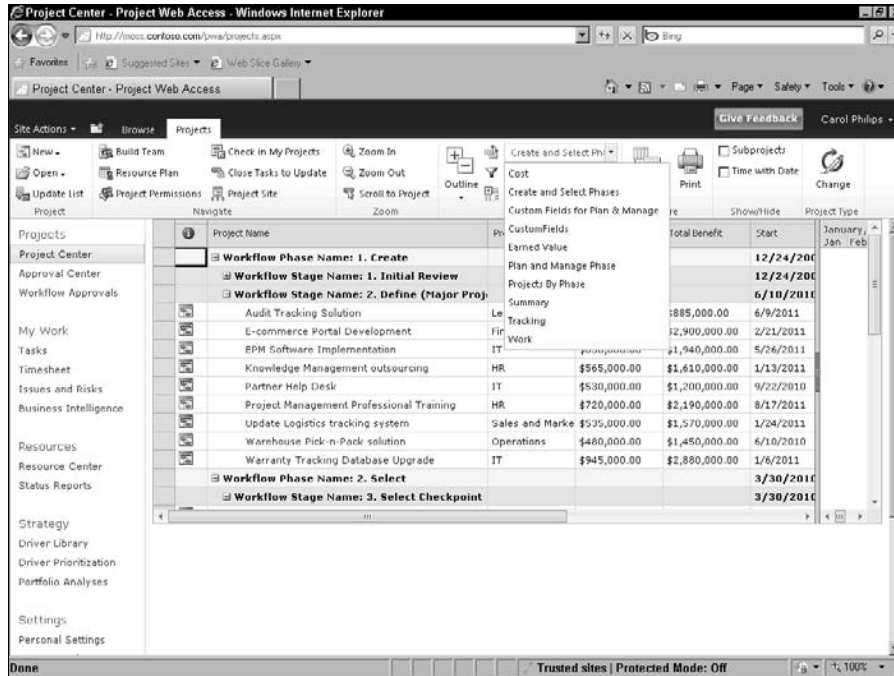 Project Center - Project Web Access - Windows Internet Explorer
http://moss.contoso.com/pwa/projects.aspx
Bing
Favorites Suggested Sites Web Slice Gallery
Project Center - Project Web Access
Page Safety Tools
Give Feedback Carol Philips
Site Actions Browse Projects
New Build Team Check in My Projects Zoom In Create and Select Ph Subprojects
Open Resource Plan Close Tasks to Update Zoom Out Outline Print Time with Date Change
Update List Project Permissions Project Site Scroll to Project
Project Navigate Zoom re Show/Hide Project Type
Cost
Create and Select Phases
Custom Fields for Plan & Manage
CustomFields
Earned Value
Plan and Manage Phase
Projects By Phase
Summary
Tracking
Work
Projects
Project Center
Approval Center
Workflow Approvals
My Work
Tasks
Timesheet
Issues and Risks
Business Intelligence
Resources
Resource Center
Status Reports
Strategy
Driver Library
Driver Prioritization
Portfolio Analyses
Settings
Personal Settings
Project Name Total Benefit Start January,
Jan Feb
Workflow Phase Name: 1. Create 12/24/200
Workflow Stage Name: 1. Initial Review 12/24/200
Workflow Stage Name: 2. Define (Major Proj 6/10/2010
Audit Tracking Solution Le $885,000.00 6/9/2011
E-commerce Portal Development Fin $2,900,000.00 2/21/2011
EPM Software Implementation IT $1,940,000.00 5/26/2011
Knowledge Management outsourcing HR $565,000.00 $1,610,000.00 1/13/2011
Partner Help Desk IT $530,000.00 $1,200,000.00 9/22/2010
Project Management Professional Training HR $720,000.00 $2,190,000.00 8/17/2011
Update Logistics tracking system Sales and Marke $535,000.00 $1,570,000.00 1/24/2011
Warehouse Pick-n-Pack solution Operations $480,000.00 $1,450,000.00 6/10/2010
Warranty Tracking Database Upgrade IT $945,000.00 $2,880,000.00 1/6/2011
Workflow Phase Name: 2. Select 3/30/2010
Workflow Stage Name: 3. Select Checkpoint 3/30/2010
Done Trusted sites | Protected Mode: Off 100%